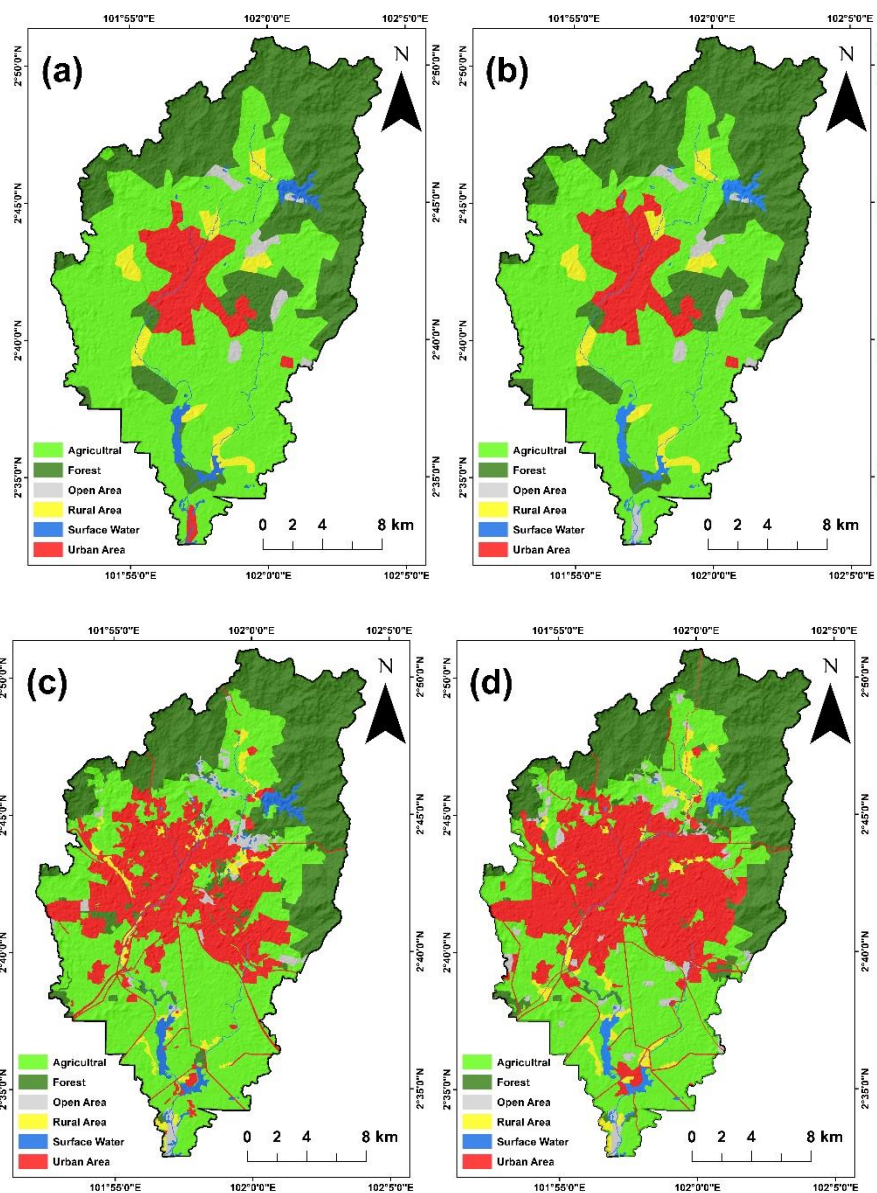 101°55'0"E 102°0'0"E 102°5'0"E
(a)
N
2°50'0"N
2°45'0"N
2°40'0"N
2°35'0"N
Agricultral
Forest
Open Area
Rural Area
Surface Water
Urban Area
0 2 4 8 km
101°55'0"E 102°0'0"E 102°5'0"E
101°55'0"E 102°0'0"E 102°5'0"E
(b)
N
2°50'0"N
2°45'0"N
2°40'0"N
2°35'0"N
Agricultral
Forest
Open Area
Rural Area
Surface Water
Urban Area
0 2 4 8 km
101°55'0"E 102°0'0"E 102°5'0"E
101°55'0"E 102°0'0"E 102°5'0"E
(c)
N
2°50'0"N
2°45'0"N
2°40'0"N
2°35'0"N
Agricultral
Forest
Open Area
Rural Area
Surface Water
Urban Area
0 2 4 8 km
101°55'0"E 102°0'0"E 102°5'0"E
101°55'0"E 102°0'0"E 102°5'0"E
(d)
N
2°50'0"N
2°45'0"N
2°40'0"N
2°35'0"N
Agricultral
Forest
Open Area
Rural Area
Surface Water
Urban Area
0 2 4 8 km
101°55'0"E 102°0'0"E 102°5'0"E